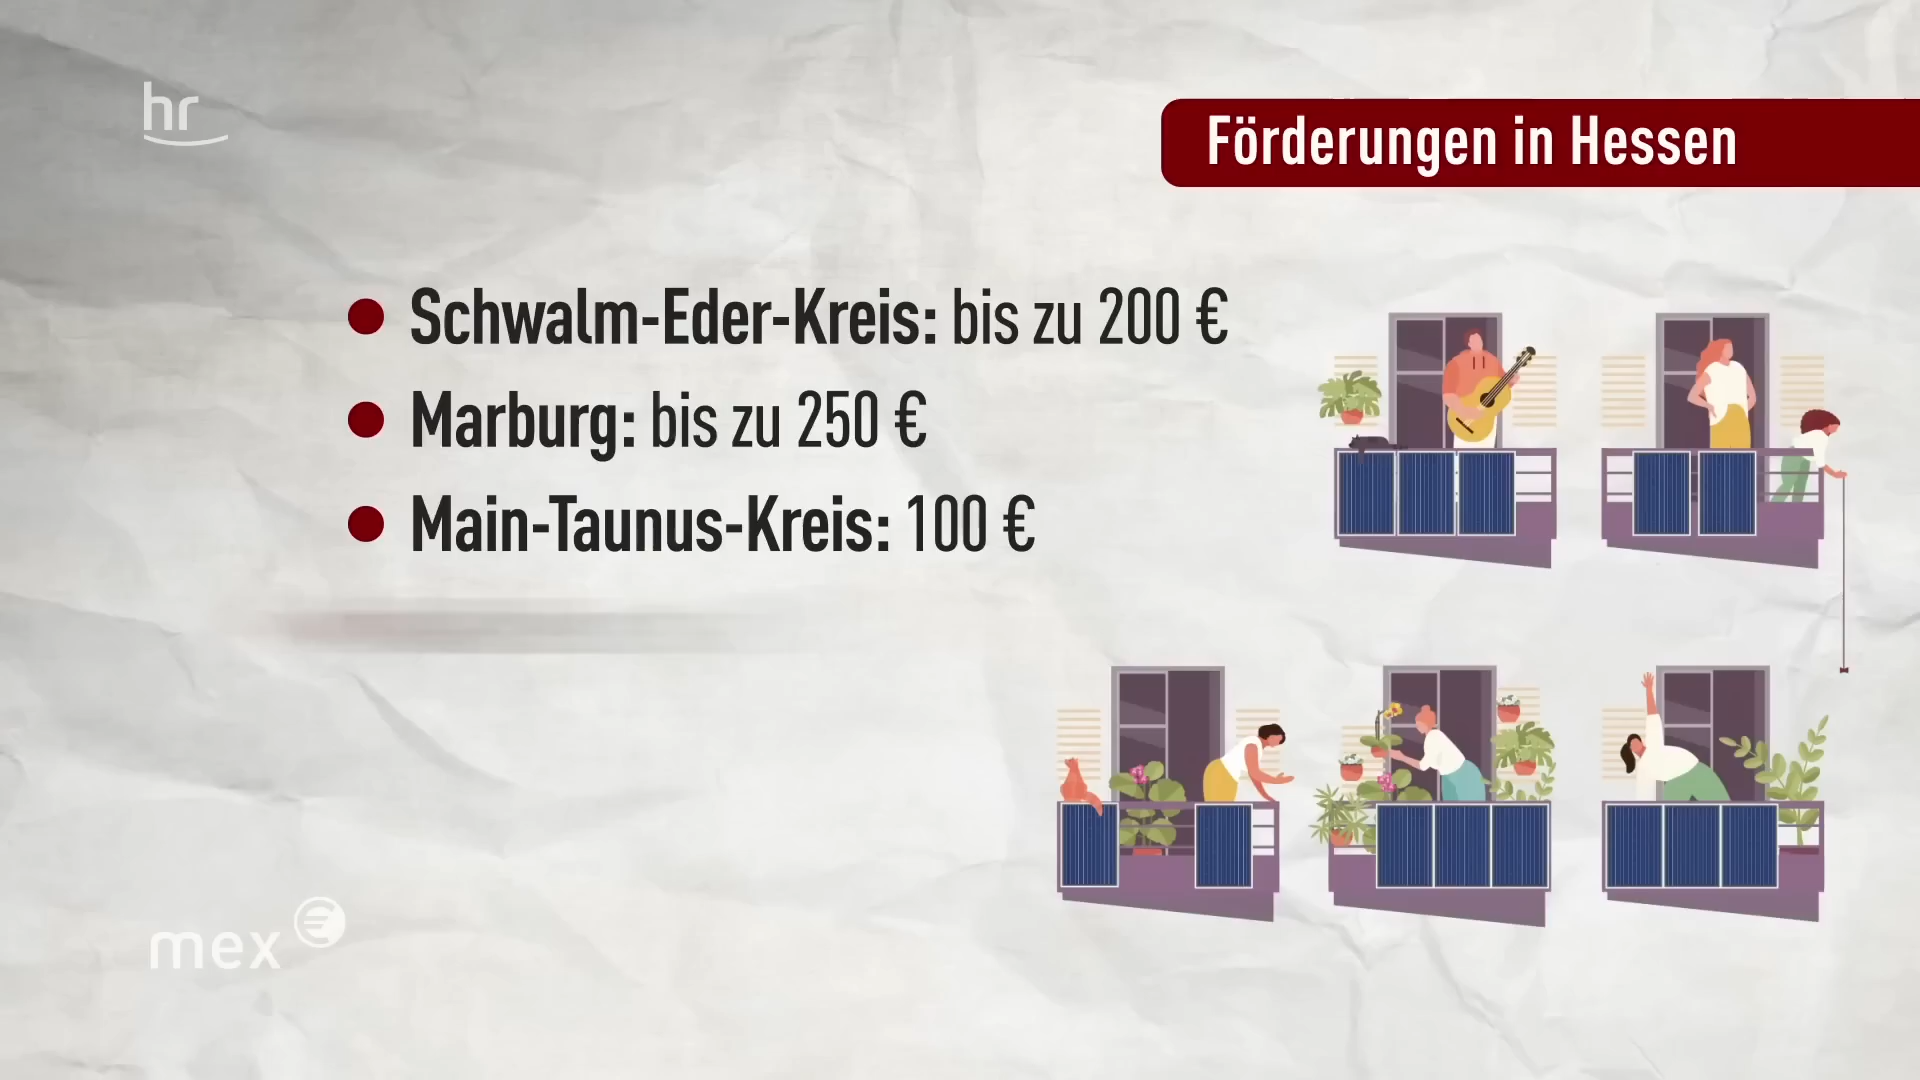 hr
Förderungen in Hessen
Schwalm-Eder-Kreis: bis zu 200 €
Marburg: bis zu 250 €
Main-Taunus-Kreis: 100 €
mex €